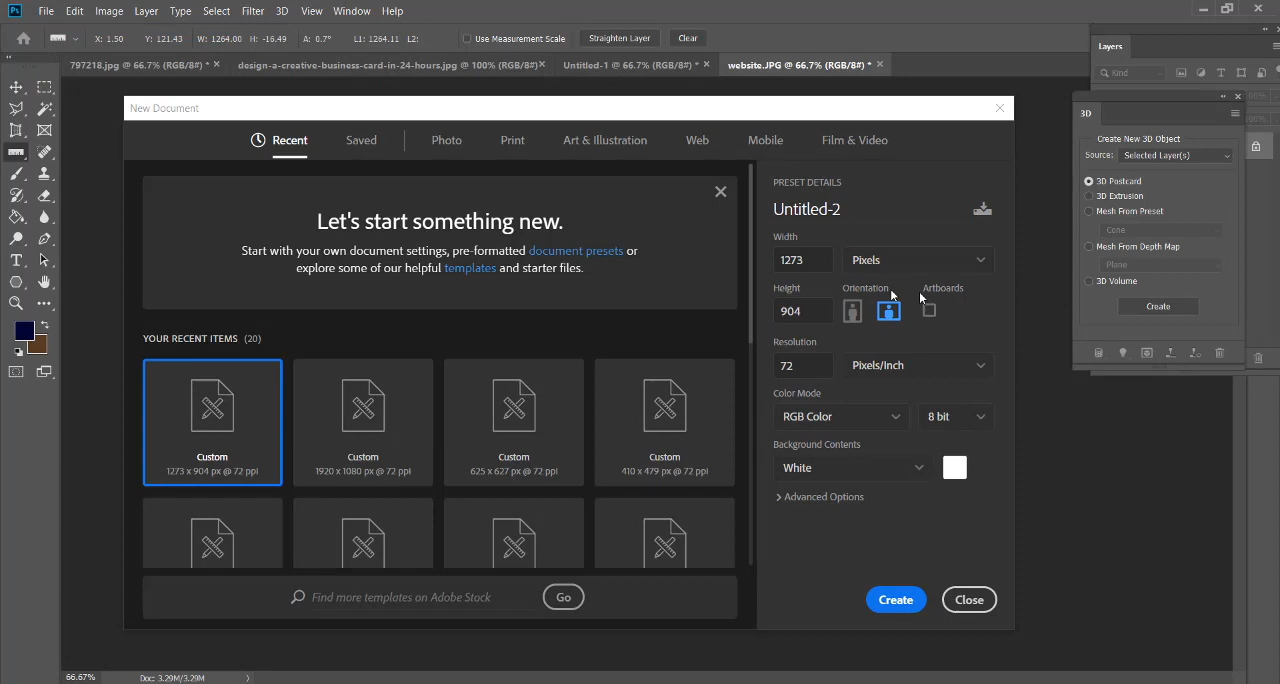 Ps File Edit Image Layer Type Select Filter 3D View Window Help
X: 1.50 Y: 121.43 W: 1264.00 H: -16.49 A: 0.7° L1: 1264.11 L2: Use Measurement Scale Straighten Layer Clear
797218.jpg @ 66.7% (RGB/8#) * × design-a-creative-business-card-in-24-hours.jpg @ 100% (RGB/8#)× Untitled-1 @ 66.7% (RGB/8#) * × website.JPG @ 66.7% (RGB/8#) * ×
Layers
Kind
New Document
Recent Saved Photo Print Art & Illustration Web Mobile Film & Video
Let's start something new.
Start with your own document settings, pre-formatted document presets or
explore some of our helpful templates and starter files.
YOUR RECENT ITEMS (20)
Custom
1273 x 904 px @ 72 ppi
Custom
1920 x 1080 px @ 72 ppi
Custom
625 x 627 px @ 72 ppi
Custom
410 x 479 px @ 72 ppi
Find more templates on Adobe Stock Go
PRESET DETAILS
Untitled-2
Width
1273 Pixels
Height Orientation Artboards
904
Resolution
72 Pixels/Inch
Color Mode
RGB Color 8 bit
Background Contents
White
Advanced Options
Create Close
3D
Create New 3D Object
Source: Selected Layer(s)
3D Postcard
3D Extrusion
Mesh From Preset
Cone
Mesh From Depth Map
Plane
3D Volume
Create
66.67% Doc: 3.29M/3.29M